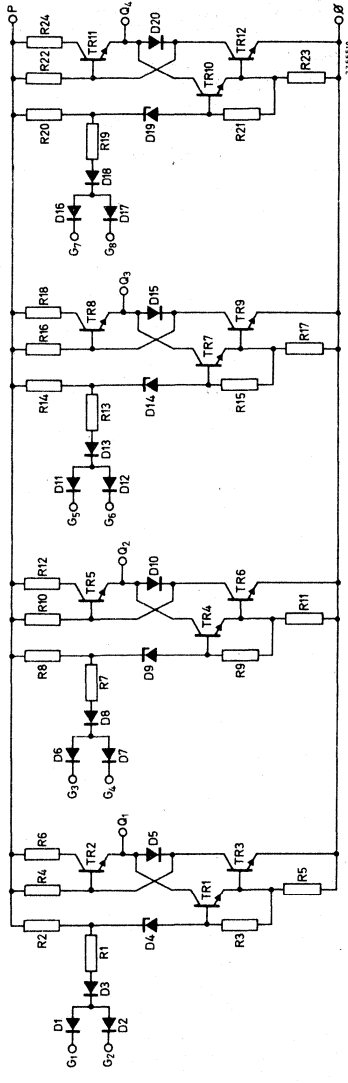 P
R2
R4
R6
TR2
Q1
D1
G1
D3
R1
D5
G2
D2
D4
TR1
TR3
R3
R5
R8
R10
R12
TR5
Q2
D6
G3
D8
R7
D10
G4
D7
D9
TR4
TR6
R9
R11
R14
R16
R18
TR8
Q3
D11
G5
D13
R13
D15
G6
D12
D14
TR7
TR9
R15
R17
R20
R22
R24
TR11
Q4
D16
G7
D18
R19
D20
G8
D17
D19
TR10
TR12
R21
R23
Ø